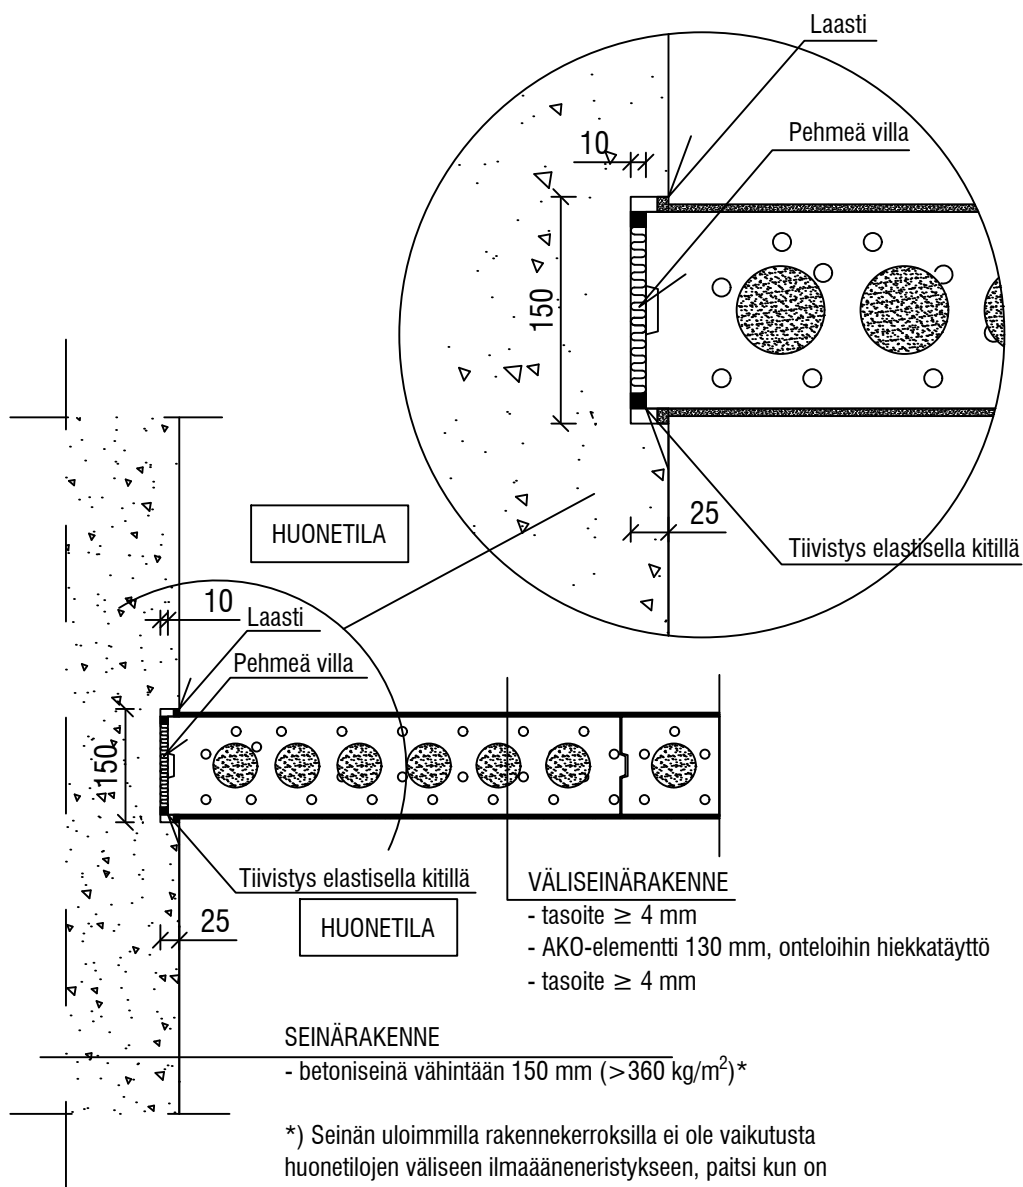 Laasti
10
Pehmeä villa
150
25
HUONETILA
Tiivistys elastisella kitillä
10
Laasti
Pehmeä villa
150
Tiivistys elastisella kitillä
25
HUONETILA
VÄLISEINÄRAKENNE
- tasoite ≥ 4 mm
- AKO-elementti 130 mm, onteloihin hiekkatäyttö
- tasoite ≥ 4 mm
SEINÄRAKENNE
- betoniseinä vähintään 150 mm (>360 kg/m²)*
*) Seinän uloimmilla rakennekerroksilla ei ole vaikutusta
huonetilojen väliseen ilmaääneneristykseen, paitsi kun on